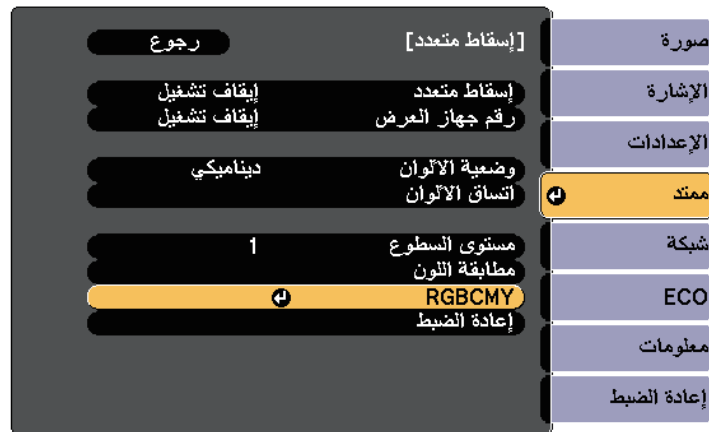 [إسقاط متعدد] رجوع
إسقاط متعدد إيقاف تشغيل
رقم جهاز العرض إيقاف تشغيل
وضعية الألوان ديناميكي
اتساق الألوان
مستوى السطوع 1
مطابقة اللون
RGBCMY
إعادة الضبط
صورة
الإشارة
الإعدادات
ممتد
شبكة
ECO
معلومات
إعادة الضبط